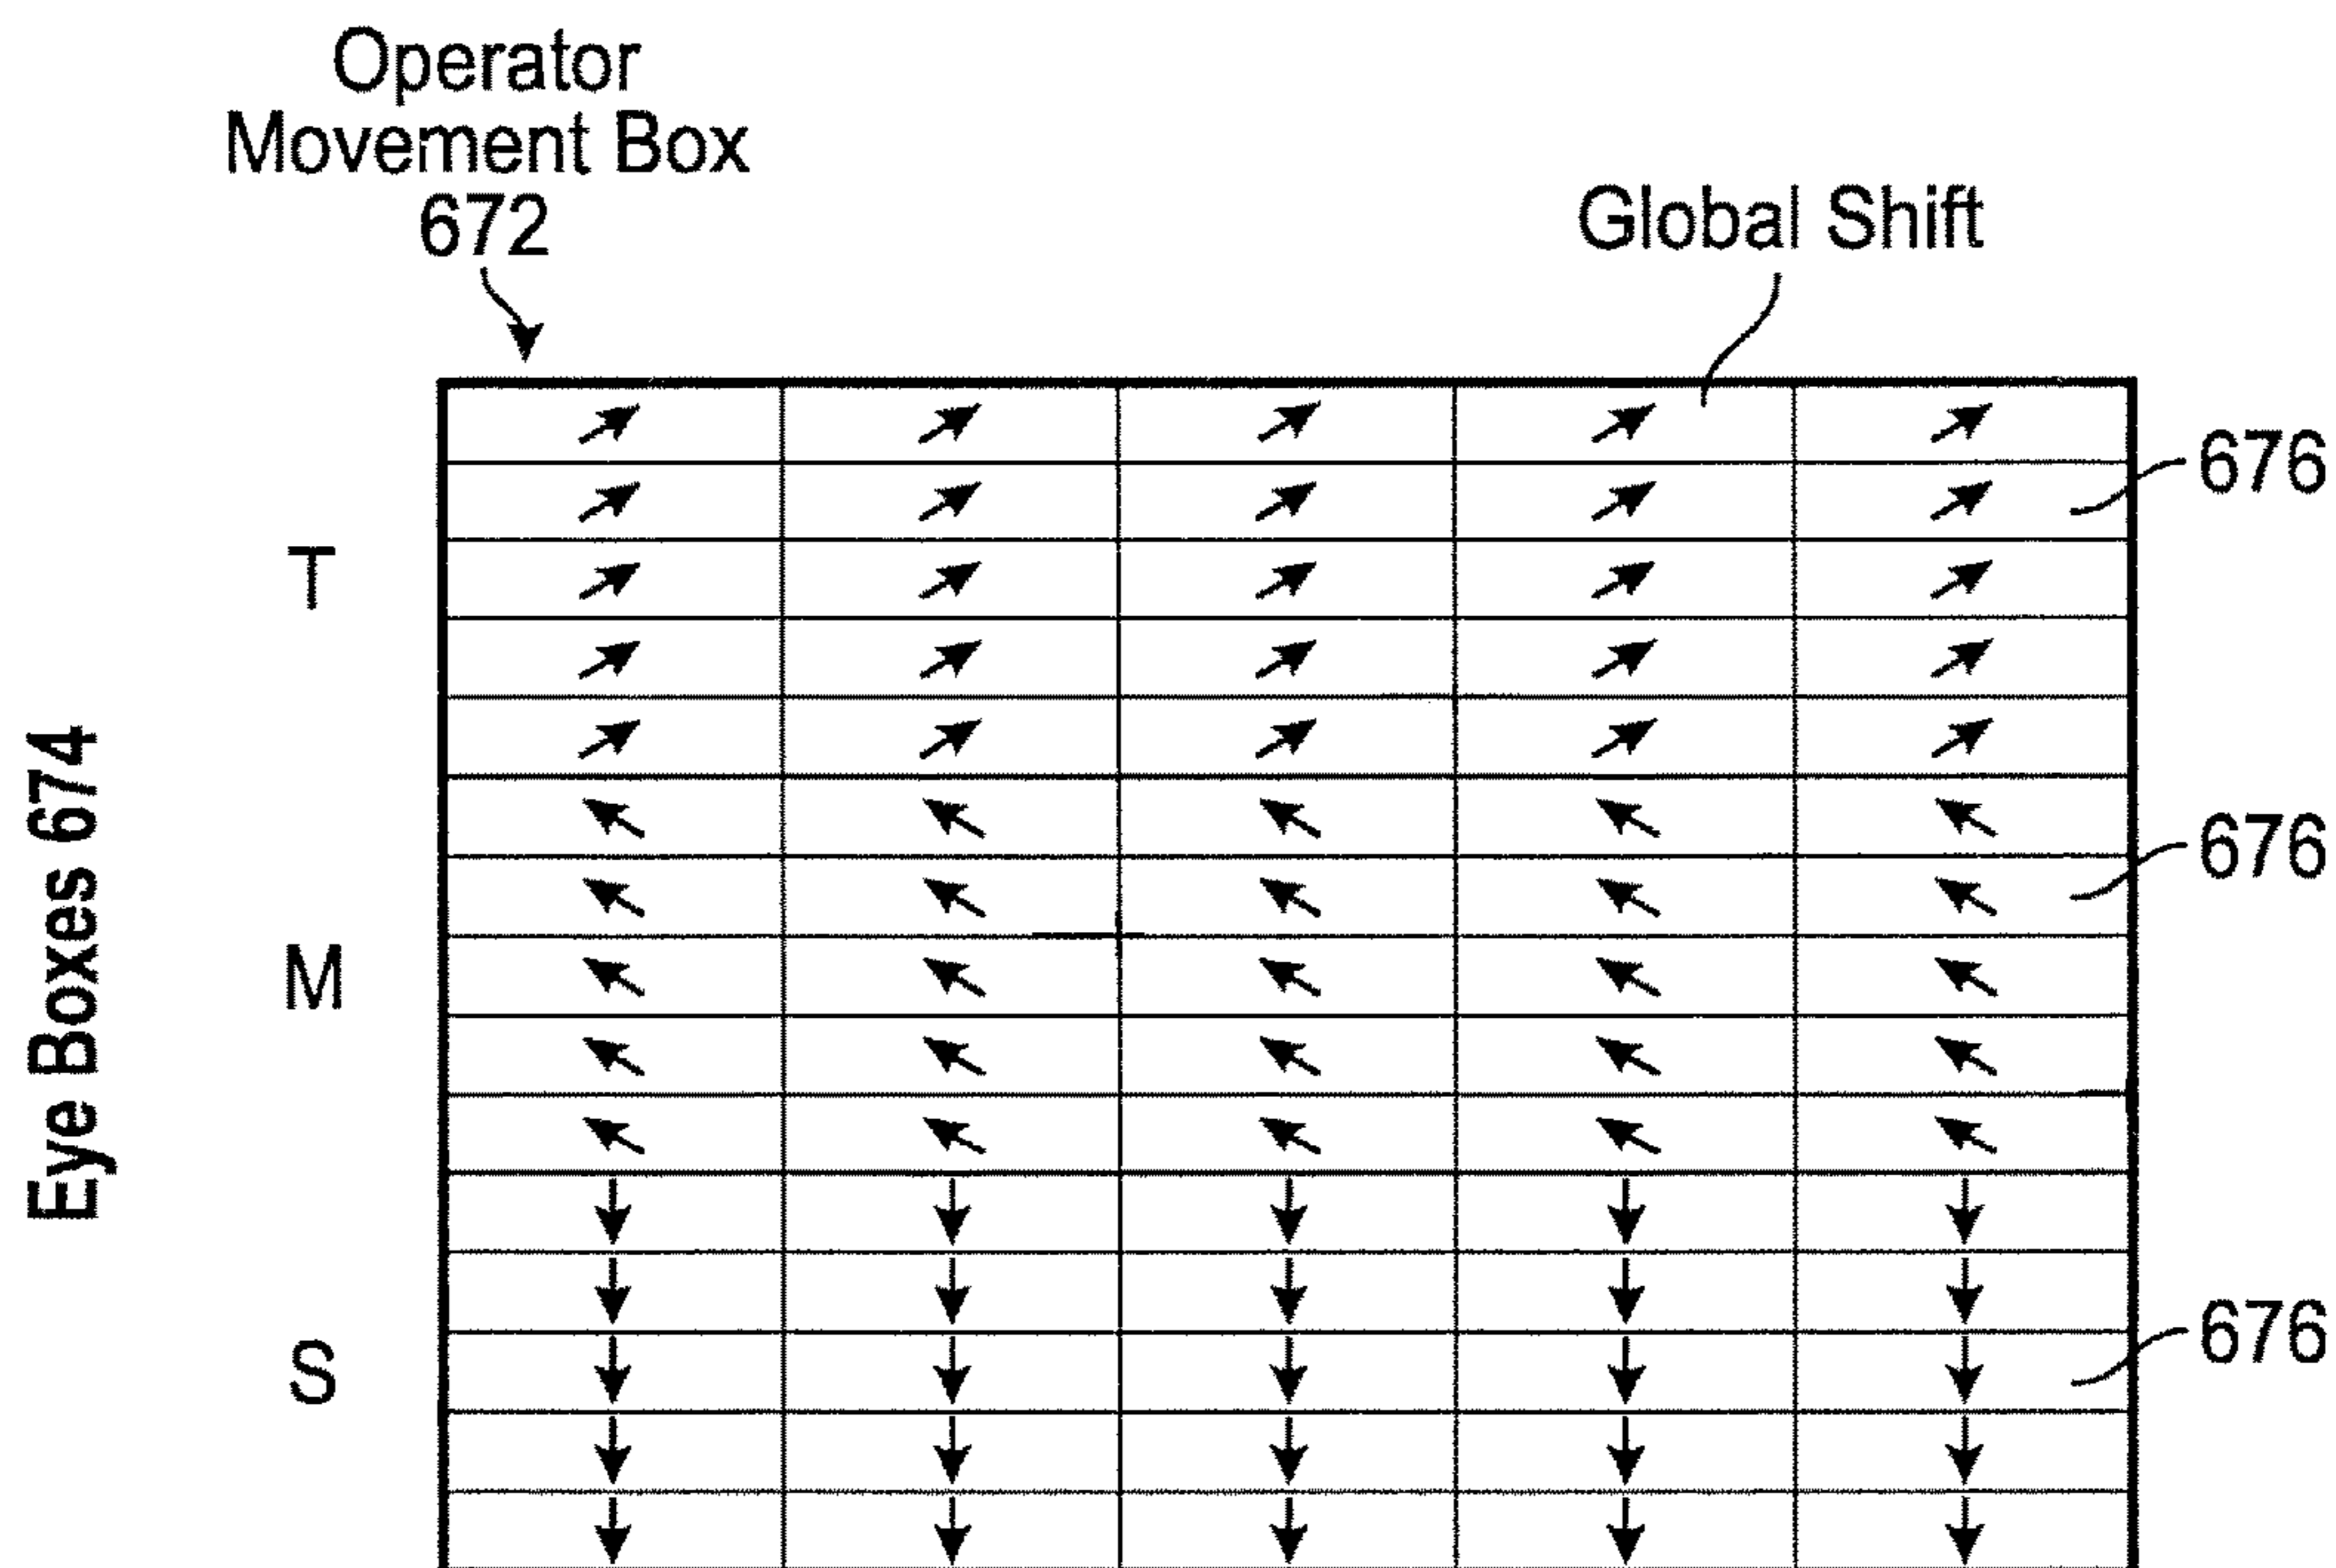 Operator
Movement Box
672
Global Shift
676
T
Eye Boxes 674
676
M
676
S